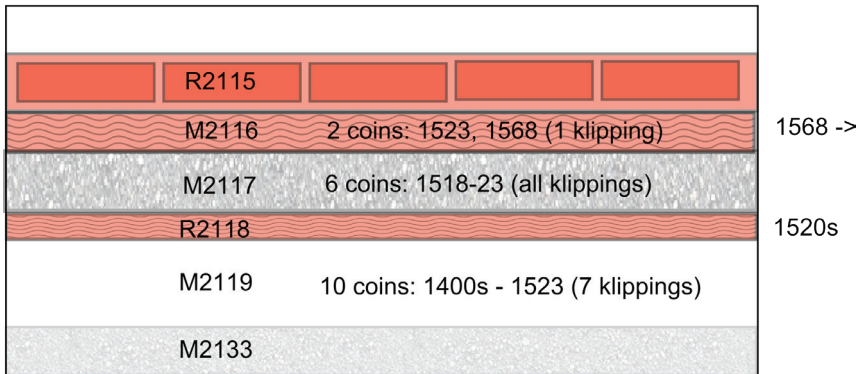 R2115
M2116 2 coins: 1523, 1568 (1 klipping) 1568 ->
M2117 6 coins: 1518-23 (all klippings)
R2118 1520s
M2119 10 coins: 1400s - 1523 (7 klippings)
M2133